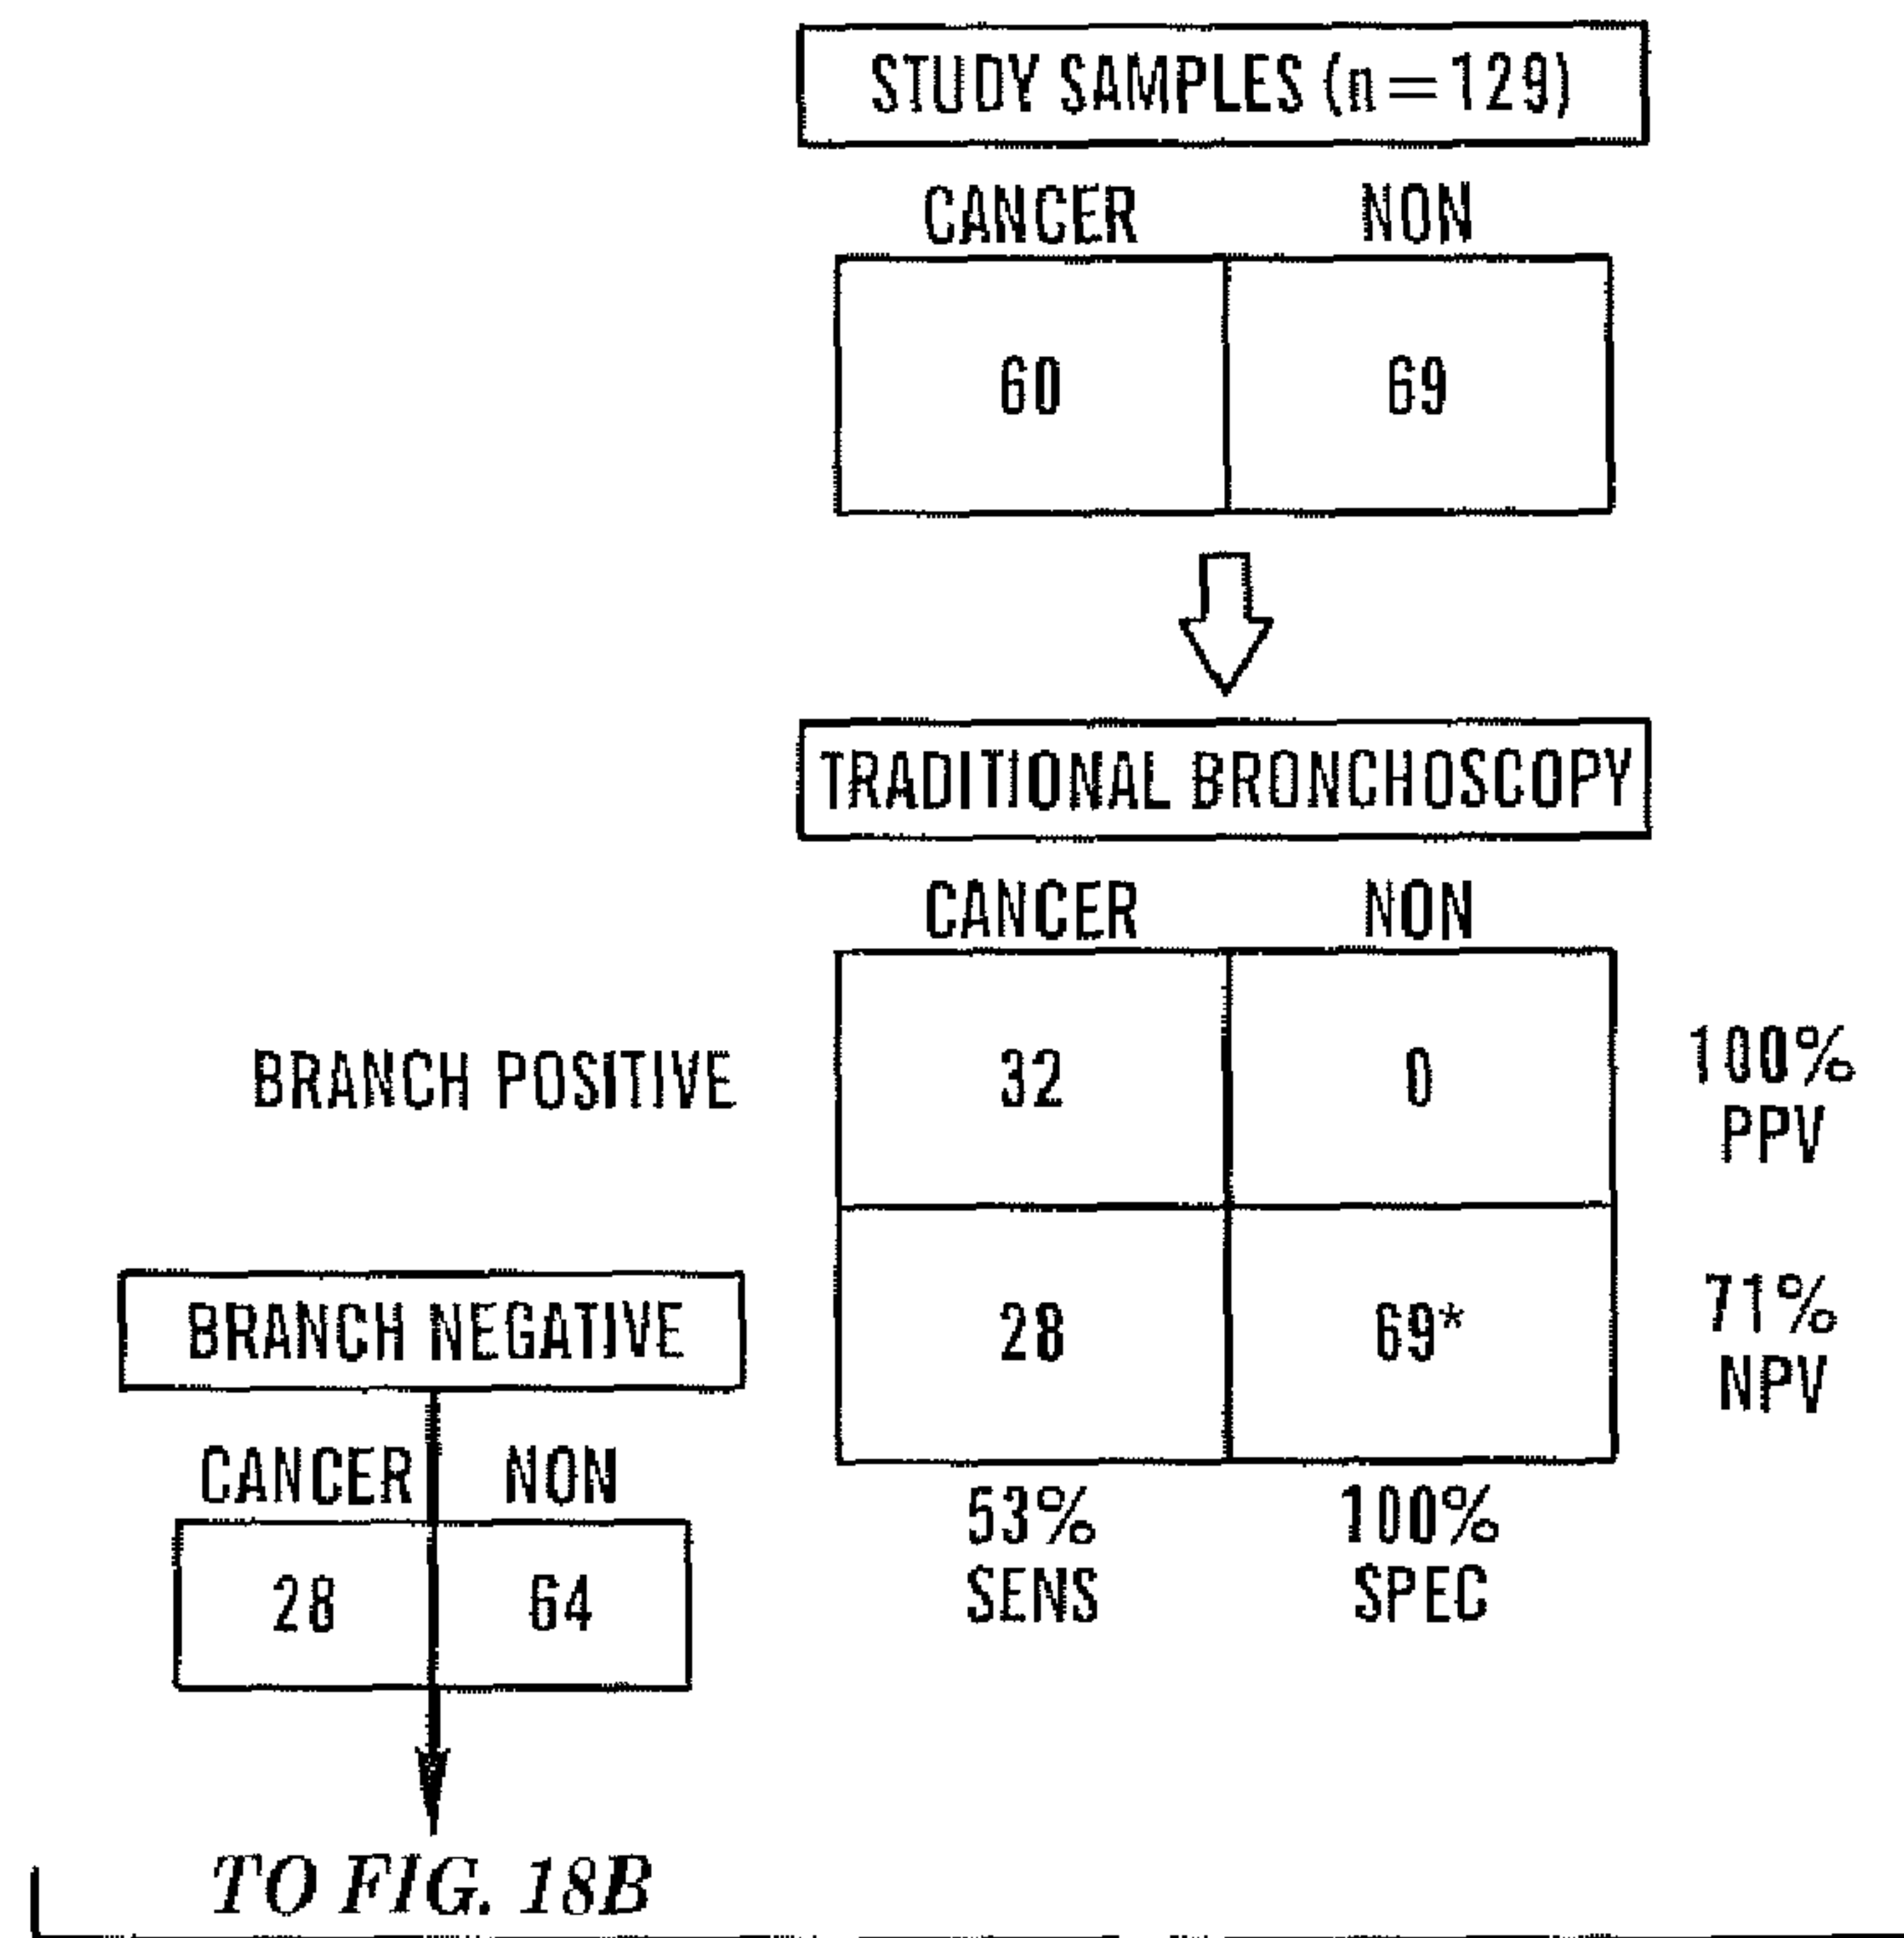 STUDY SAMPLES (n=129)
CANCER NON
60 69
TRADITIONAL BRONCHOSCOPY
CANCER NON
BRANCH POSITIVE 32 0 100%
PPV
BRANCH NEGATIVE 28 69* 71%
NPV
CANCER NON
28 64
53% 100%
SENS SPEC
TO FIG. 18B